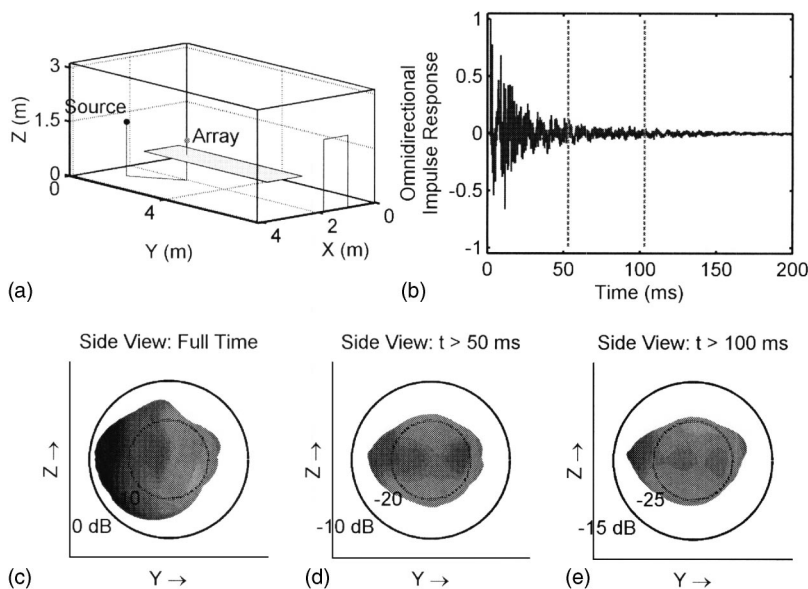 3
Z (m)
1.5
0
0
Source
Array
4
Y (m)
4
2
0
X (m)
(a)
Omnidirectional
Impulse Response
1
0.5
0
-0.5
-1
0
50
100
150
200
Time (ms)
(b)
Side View: Full Time
Z →
-10
0 dB
Y →
(c)
Side View: t > 50 ms
Z →
-20
-10 dB
Y →
(d)
Side View: t > 100 ms
Z →
-25
-15 dB
Y →
(e)